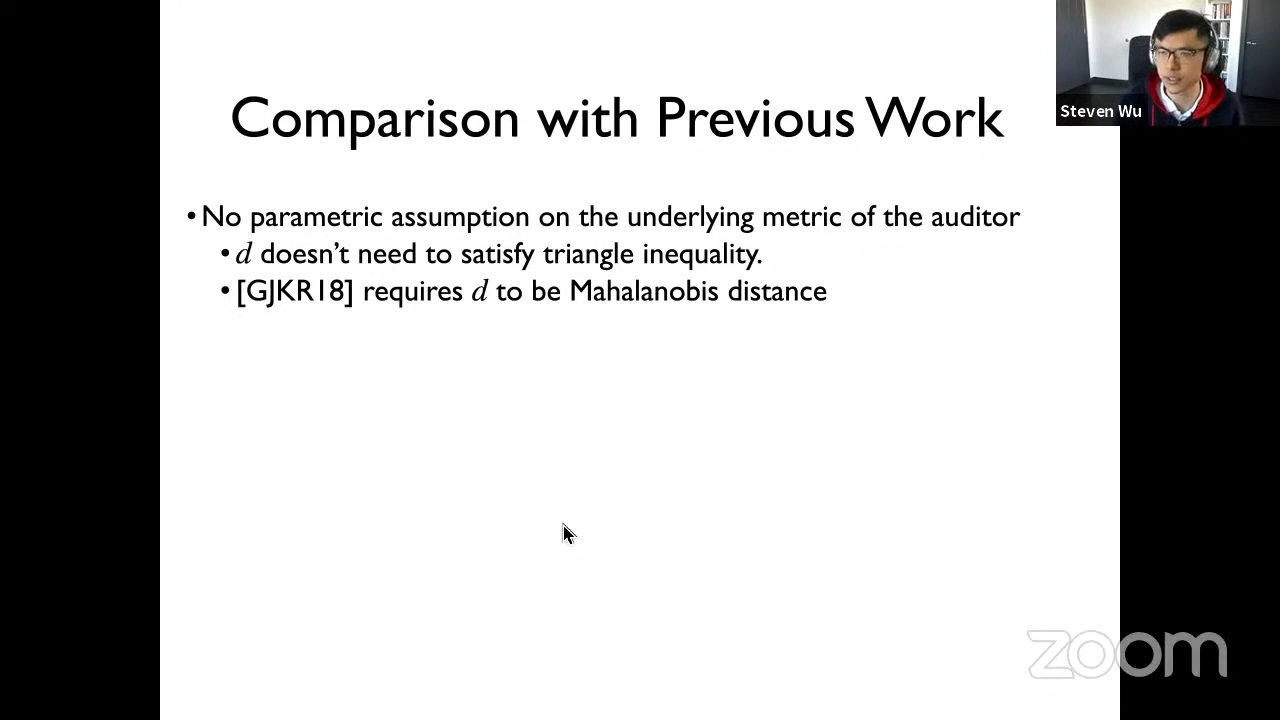 Comparison with Previous Work
Steven Wu
• No parametric assumption on the underlying metric of the auditor
• d doesn’t need to satisfy triangle inequality.
• [GJKR18] requires d to be Mahalanobis distance
zoom